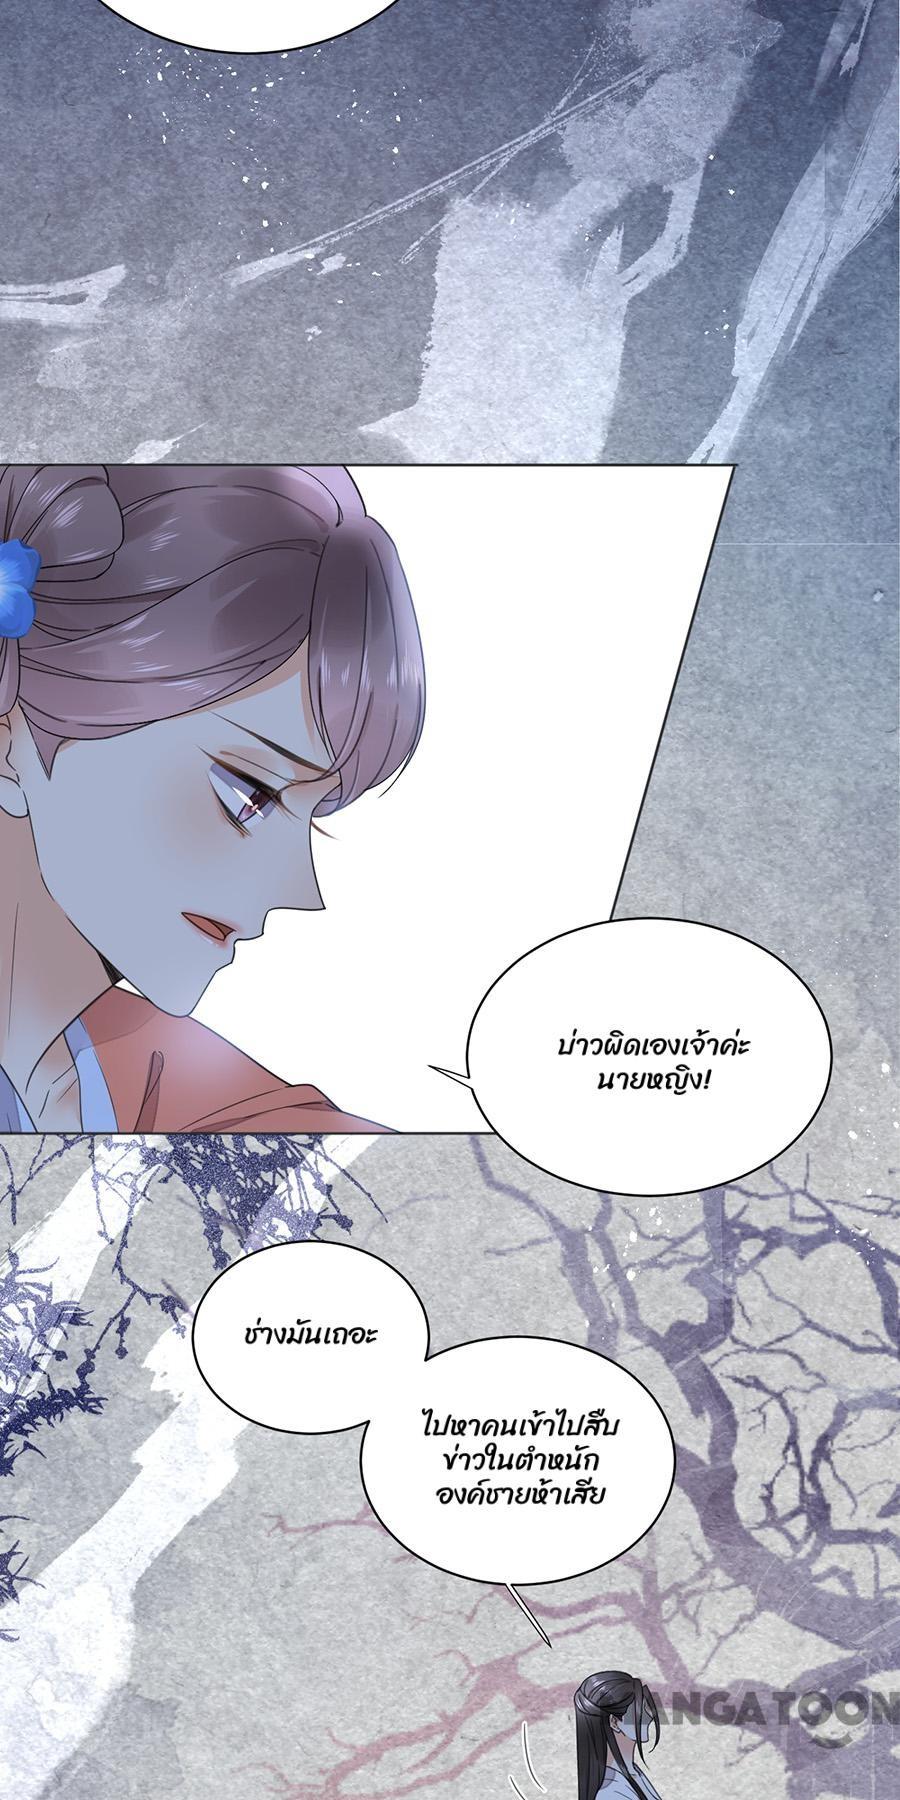 บ่าวผิดเองเจ้าค่ะ
นายหญิง!
ช่างมันเถอะ
ไปหาคนเข้าไปสืบ
ข่าวในตำหนัก
องค์ชายห้าเสีย
MANGA TOON